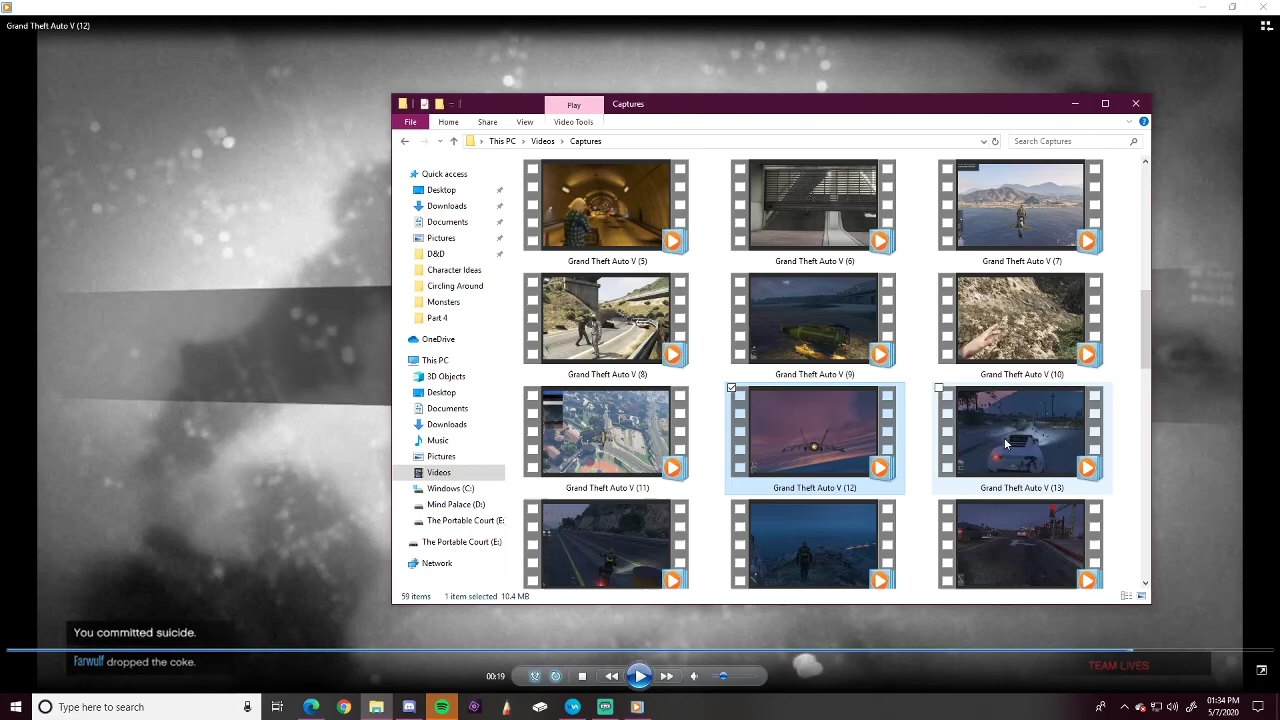 Grand Theft Auto V (12)
Play
Captures
File
Home
Share
View
Video Tools
This PC
Videos
Captures
Search Captures
Quick access
Desktop
Downloads
Documents
Pictures
D&D
Character Ideas
Circling Around
Monsters
Part 4
OneDrive
This PC
3D Objects
Desktop
Documents
Downloads
Music
Pictures
Videos
Windows (C:)
Mind Palace (D:)
The Portable Court (E:
The Portable Court (E:)
Network
Grand Theft Auto V (5)
Grand Theft Auto V (6)
Grand Theft Auto V (7)
Grand Theft Auto V (8)
Grand Theft Auto V (9)
Grand Theft Auto V (10)
Grand Theft Auto V (11)
Grand Theft Auto V (12)
Grand Theft Auto V (13)
59 items
1 item selected 10.4 MB
You committed suicide.
Farwulf dropped the coke.
TEAM LIVES
00:19
Type here to search
01:34 PM
5/7/2020